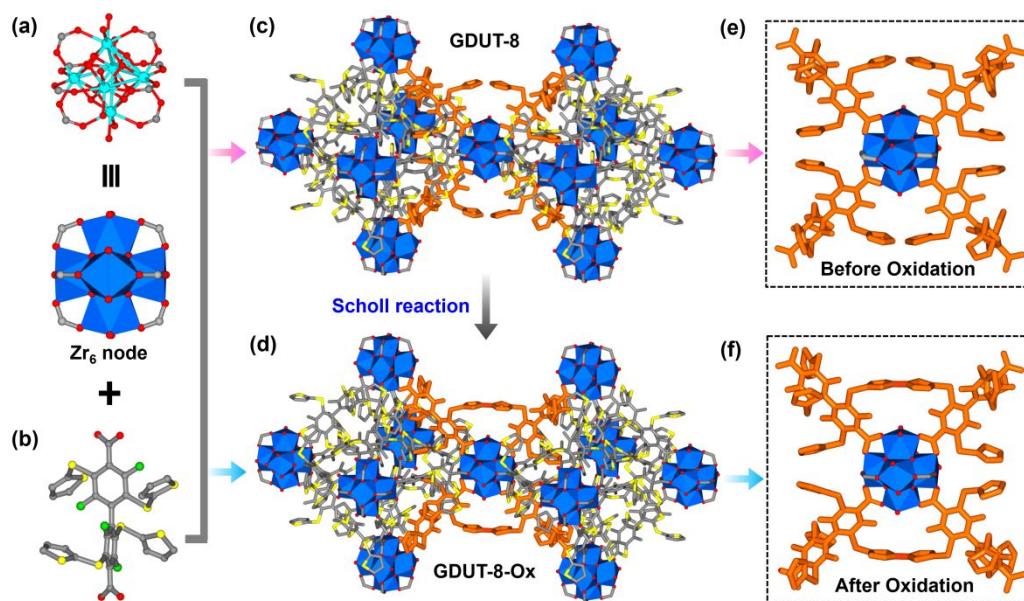 (a)
Zr₆ node
(b)
(c)
GDUT-8
Scholl reaction
(d)
GDUT-8-Ox
(e)
Before Oxidation
(f)
After Oxidation